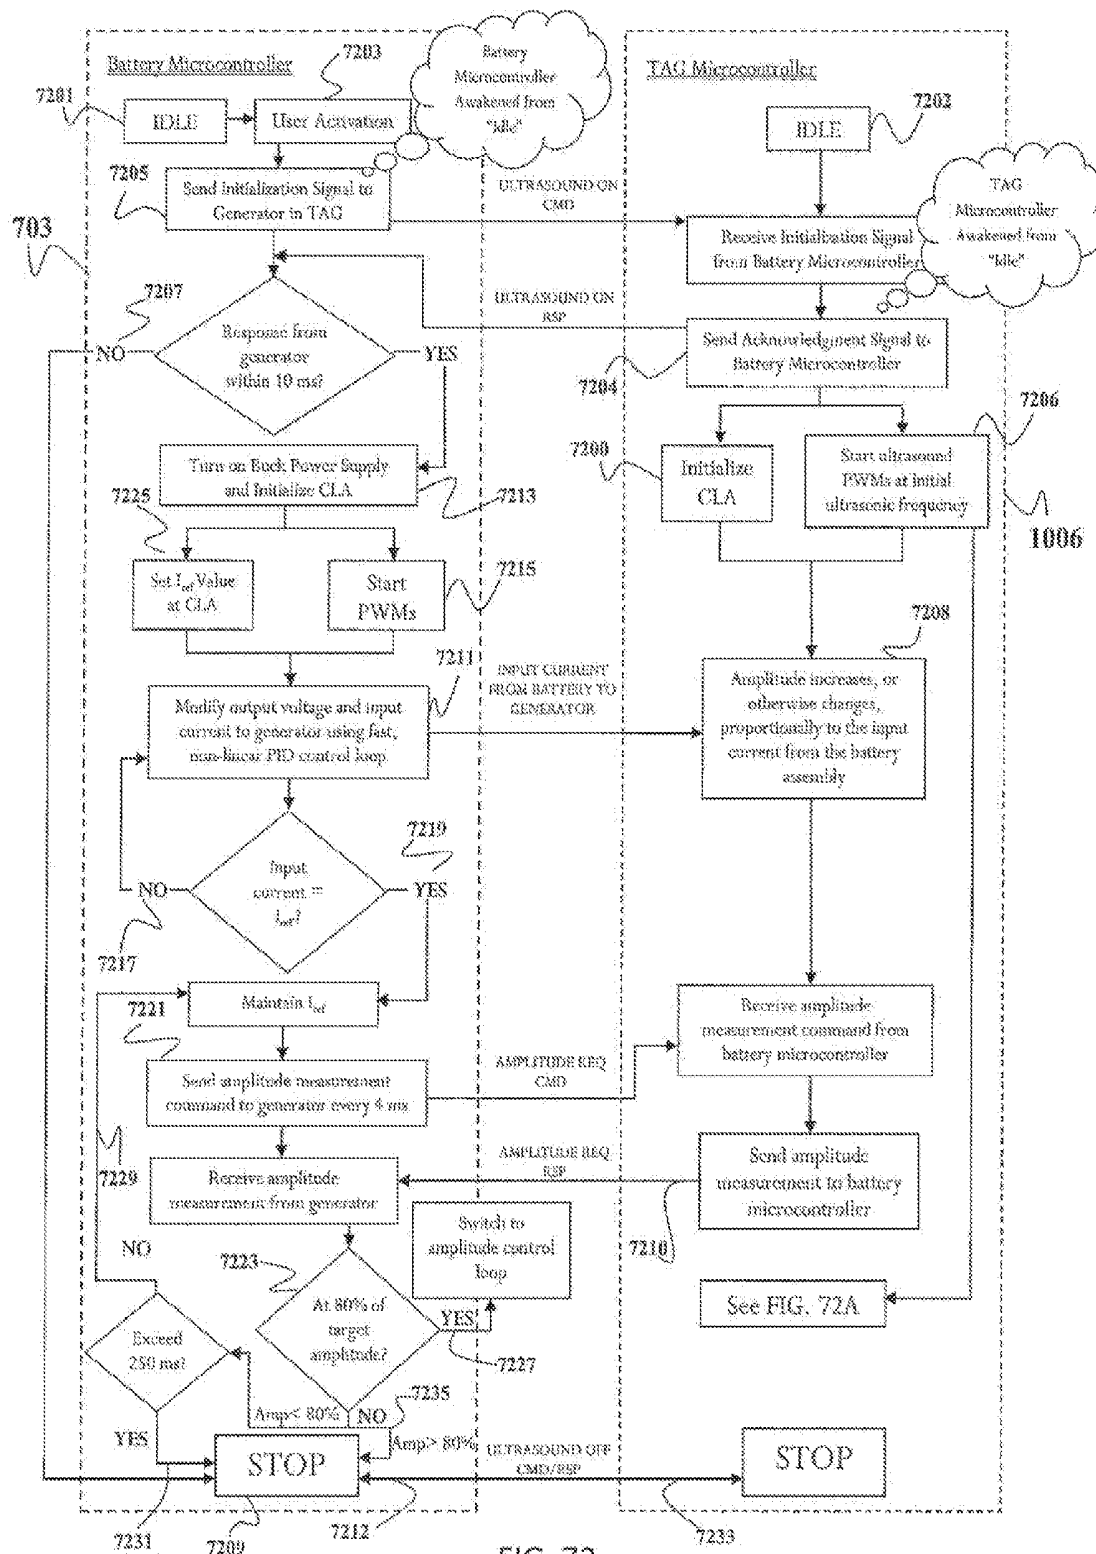 Battery Microcontroller
7203
Battery
Microcontroller
Awakened from
"Idle"
TAG Microcontroller
7201
IDLE
User Activation
7202
IDLE
7205
Send Initialization Signal to
Generator in TAG
ULTRASOUND ON
CMD
TAG
Microcontroller
Awakened from
"Idle"
703
Receive Initialization Signal
from Battery Microcontroller
7207
ULTRASOUND ON
RSP
Response from
generator
within 10 ms?
NO
YES
Send Acknowledgment Signal to
Battery Microcontroller
7204
7206
7200
Initialize
CLA
Start ultrasound
PWMs at initial
ultrasonic frequency
1006
Turn on Buck Power Supply
and Initialize CLA
7213
7225
Set Iref Value
at CLA
Start
PWMs
7215
7208
7211
INPUT CURRENT
FROM BATTERY TO
GENERATOR
Modify output voltage and input
current to generator using fast,
non-linear PID control loop
Amplitude increases, or
otherwise changes,
proportionally to the input
current from the battery
assembly
7219
Input
current =
Iref?
NO
YES
7217
Maintain Iref
7221
Receive amplitude
measurement command from
battery microcontroller
Send amplitude measurement
command to generator every 4 ms
AMPLITUDE REQ
CMD
7229
AMPLITUDE REQ
RSP
Receive amplitude
measurement from generator
Send amplitude
measurement to battery
microcontroller
7210
Switch to
amplitude control
loop
NO
7223
At 80% of
target
amplitude?
YES
7227
See FIG. 72A
Exceed
250 ms?
7235
Amp< 80%
NO
YES
Amp> 80%
STOP
ULTRASOUND OFF
CMD/RSP
STOP
7231
7209
7212
7233
FIG. 72